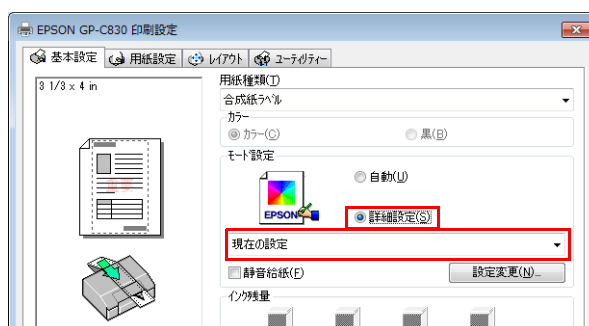 EPSON GP-C830 印刷設定
基本設定 用紙設定 レイアウト ユーティリティー
3 1/3 x 4 in
重要
用紙種類(T)
合成紙ラベル
カラー
カラー(C) 黒(B)
モード設定
自動(U)
EPSON
詳細設定(S)
現在の設定
静音給紙(F) 設定変更(N)...
インク残量